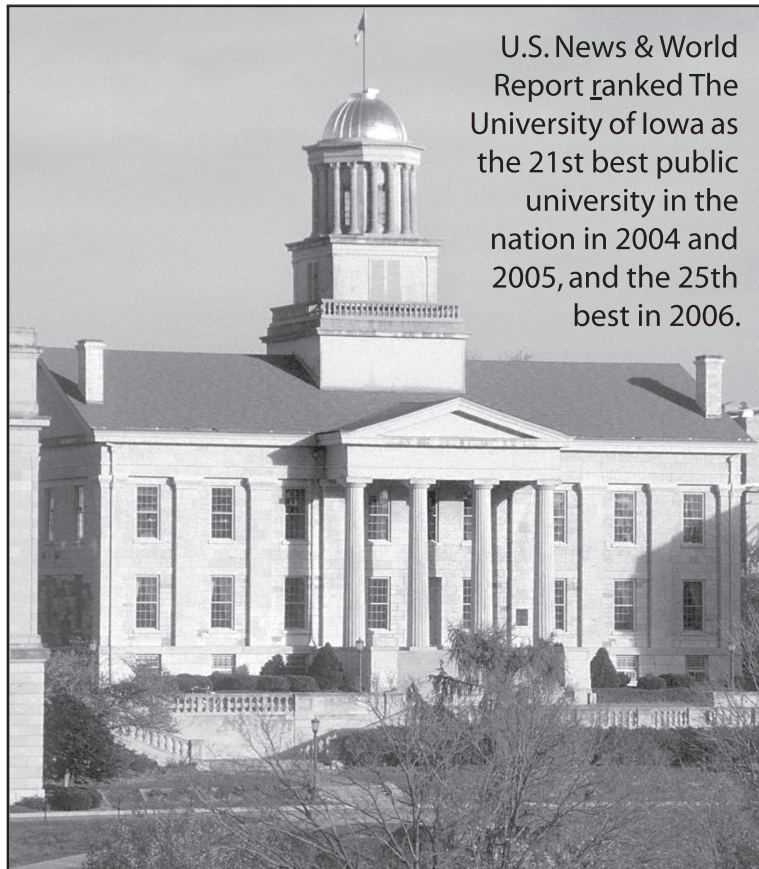 U.S. News & World
Report ranked The
University of Iowa as
the 21st best public
university in the
nation in 2004 and
2005, and the 25th
best in 2006.